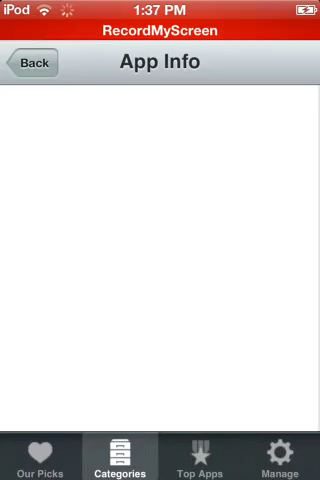 iPod 1:37 PM
RecordMyScreen
Back App Info
Our Picks Categories Top Apps Manage